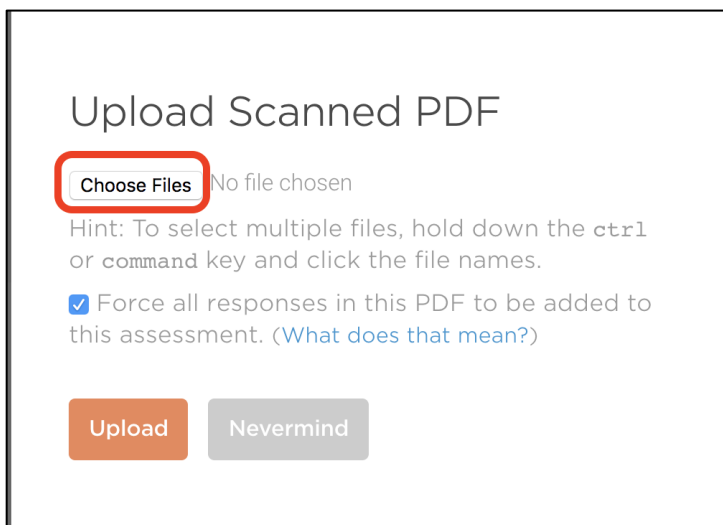 Upload Scanned PDF
Choose Files No file chosen
Hint: To select multiple files, hold down the ctrl
or command key and click the file names.
Force all responses in this PDF to be added to
this assessment. (What does that mean?)
Upload Nevermind